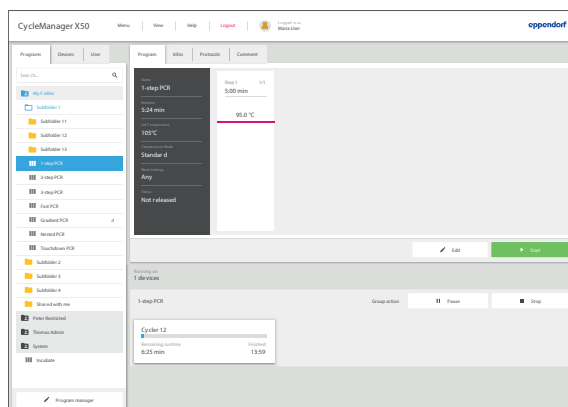 CycleManager X50
Menu
View
Help
Logout
Logged in as
Maria User
eppendorf
Programs
Devices
User
Search...
My Folder
Subfolder 1
Subfolder 11
Subfolder 12
Subfolder 13
1-step PCR
2-step PCR
3-step PCR
Fast PCR
Gradient PCR
Nested PCR
Touchdown PCR
Subfolder 2
Subfolder 3
Subfolder 4
Shared with me
Peter Restricted
Thomas Admin
System
Incubate
Program manager
Program
Infos
Protocols
Comment
Name
1-step PCR
Runtime
5:24 min
Lid Temperature
105°C
Temperature Mode
Standard
Block Settings
Any
Status
Not released
Step 1
1/1
5:00 min
95.0 °C
Edit
Start
Running on
1 devices
1-step PCR
Group action
Pause
Stop
Cycler 12
Remaining runtime
Finished
6:25 min
13:59